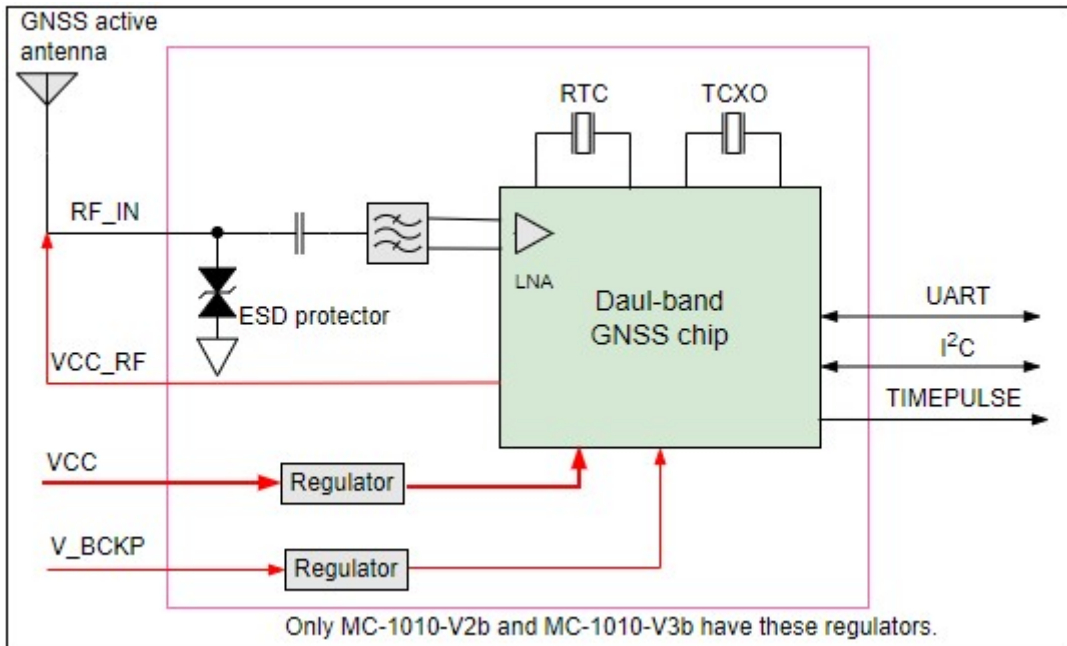 GNSS active
antenna
RTC
TCXO
RF_IN
LNA
ESD protector
Daul-band
GNSS chip
UART
I²C
VCC_RF
TIMEPULSE
VCC
Regulator
V_BCKP
Regulator
Only MC-1010-V2b and MC-1010-V3b have these regulators.